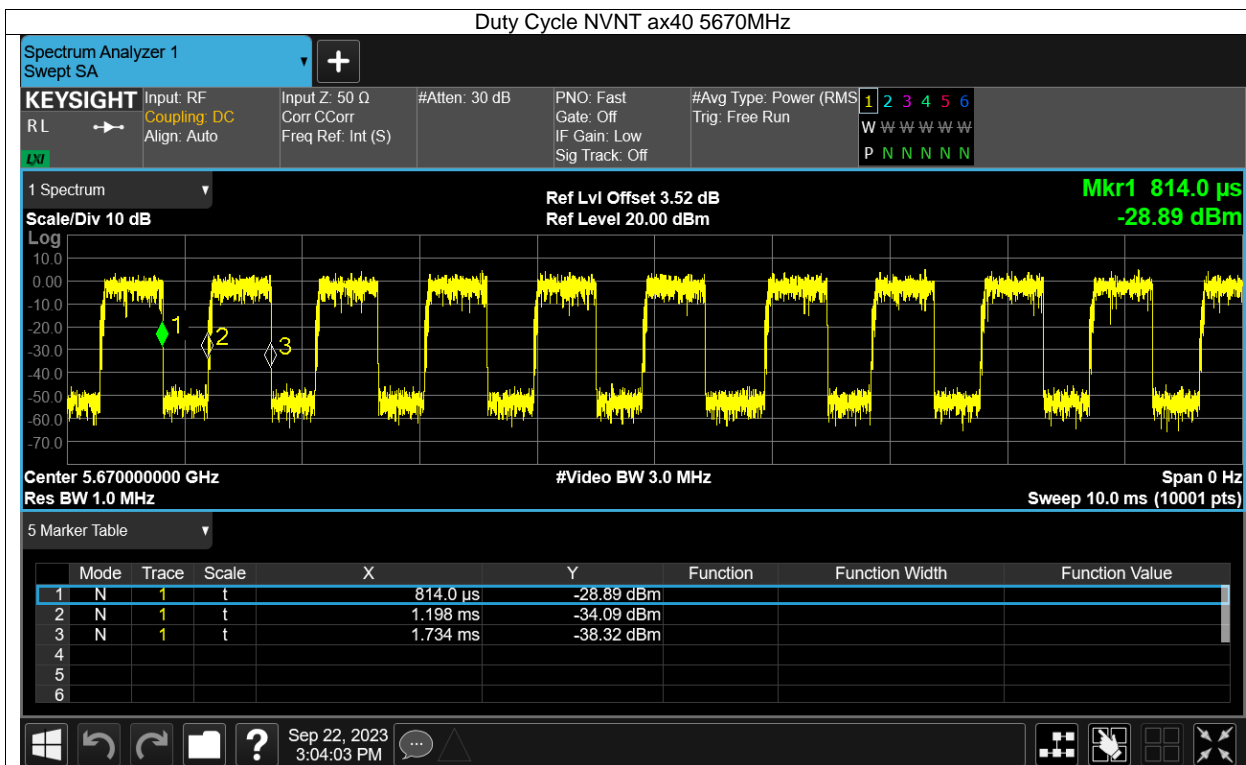 Duty Cycle NVNT ax40 5670MHz
Spectrum Analyzer 1
Swept SA
+
KEYSIGHT Input: RF Input Z: 50 Ω #Atten: 30 dB PNO: Fast #Avg Type: Power (RMS 1 2 3 4 5 6
RL Coupling: DC Corr CCorr Gate: Off Trig: Free Run W W W W W W
Align: Auto Freq Ref: Int (S) IF Gain: Low P N N N N N
LXI Sig Track: Off
1 Spectrum Ref Lvl Offset 3.52 dB Mkr1 814.0 µs
Scale/Div 10 dB Ref Level 20.00 dBm -28.89 dBm
Log
10.0
0.00
-10.0
-20.0
1
2
3
-30.0
-40.0
-50.0
-60.0
-70.0
Center 5.670000000 GHz #Video BW 3.0 MHz Span 0 Hz
Res BW 1.0 MHz Sweep 10.0 ms (10001 pts)
5 Marker Table
Mode Trace Scale X Y Function Function Width Function Value
1 N 1 t 814.0 µs -28.89 dBm
2 N 1 t 1.198 ms -34.09 dBm
3 N 1 t 1.734 ms -38.32 dBm
4
5
6
? Sep 22, 2023
3:04:03 PM